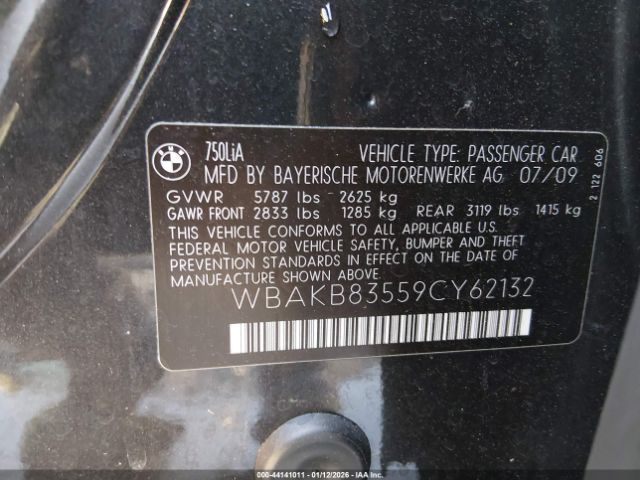 BMW
750LiA VEHICLE TYPE: PASSENGER CAR
MFD BY BAYERISCHE MOTORENWERKE AG 07/09
GVWR 5787 lbs 2625 kg
GAWR FRONT 2833 lbs 1285 kg REAR 3119 lbs 1415 kg
THIS VEHICLE CONFORMS TO ALL APPLICABLE U.S.
FEDERAL MOTOR VEHICLE SAFETY, BUMPER AND THEFT
PREVENTION STANDARDS IN EFFECT ON THE DATE OF
MANUFACTURE SHOWN ABOVE.
WBAKB83559CY62132
2 122 606
000-44141011 - 01/12/2026 - IAAI.COM